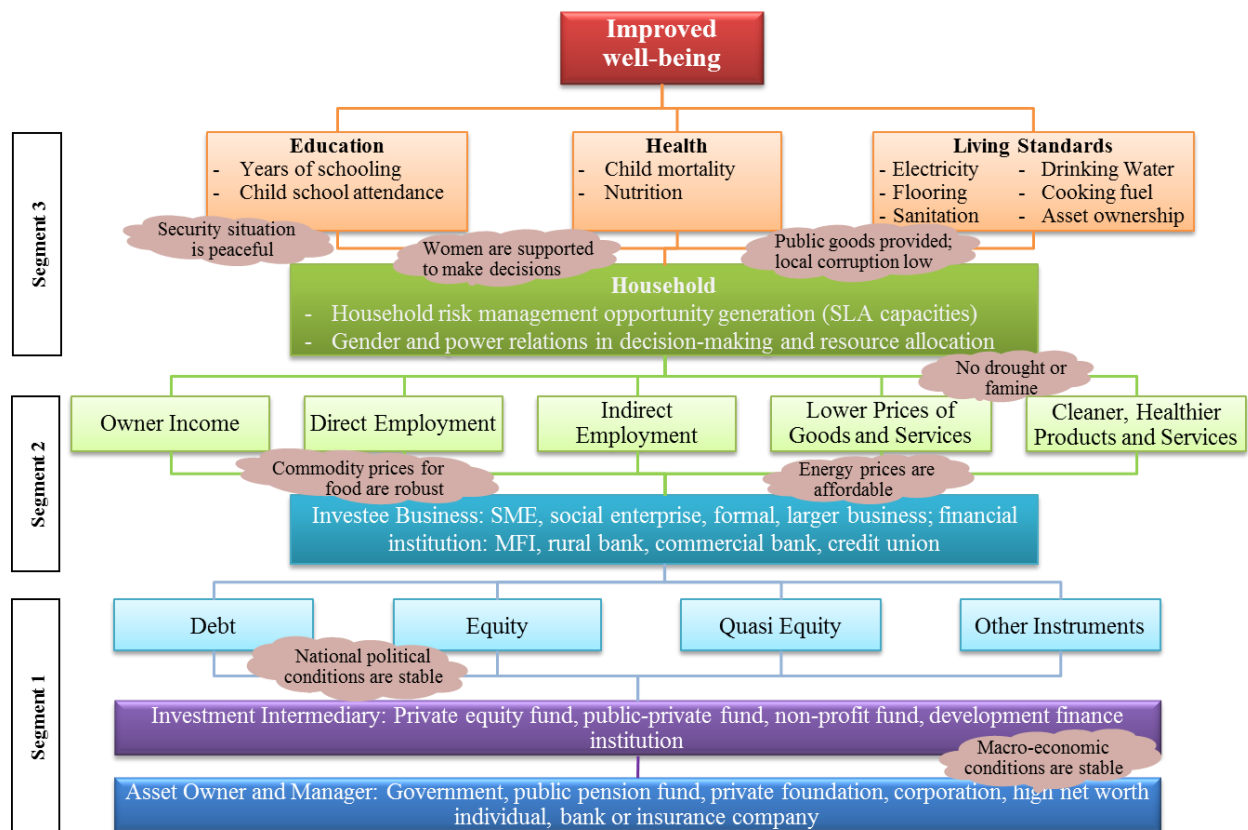 Improved
well-being
Segment 3
Education
- Years of schooling
- Child school attendance
Health
- Child mortality
- Nutrition
Living Standards
- Electricity - Drinking Water
- Flooring - Cooking fuel
- Sanitation - Asset ownership
Security situation
is peaceful
Women are supported
to make decisions
Public goods provided;
local corruption low
Household
- Household risk management opportunity generation (SLA capacities)
- Gender and power relations in decision-making and resource allocation
No drought or
famine
Segment 2
Owner Income
Direct Employment
Indirect
Employment
Lower Prices of
Goods and Services
Cleaner, Healthier
Products and Services
Commodity prices for
food are robust
Energy prices are
affordable
Investee Business: SME, social enterprise, formal, larger business; financial
institution: MFI, rural bank, commercial bank, credit union
Segment 1
Debt
Equity
Quasi Equity
Other Instruments
National political
conditions are stable
Investment Intermediary: Private equity fund, public-private fund, non-profit fund, development finance
institution
Macro-economic
conditions are stable
Asset Owner and Manager: Government, public pension fund, private foundation, corporation, high net worth
individual, bank or insurance company